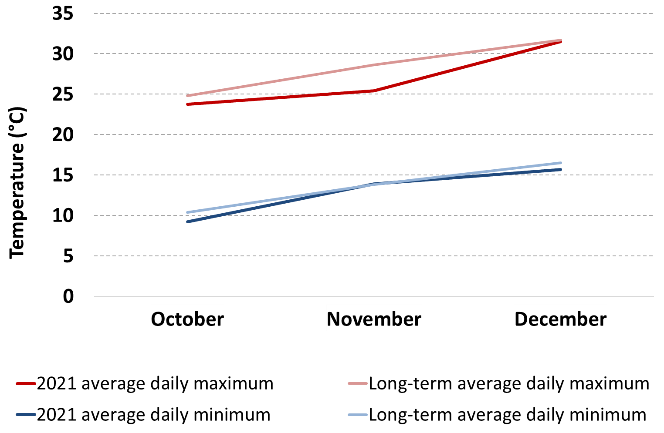 35
30
25
20
15
10
5
0
Temperature (°C)
October November December
2021 average daily maximum Long-term average daily maximum
2021 average daily minimum Long-term average daily minimum